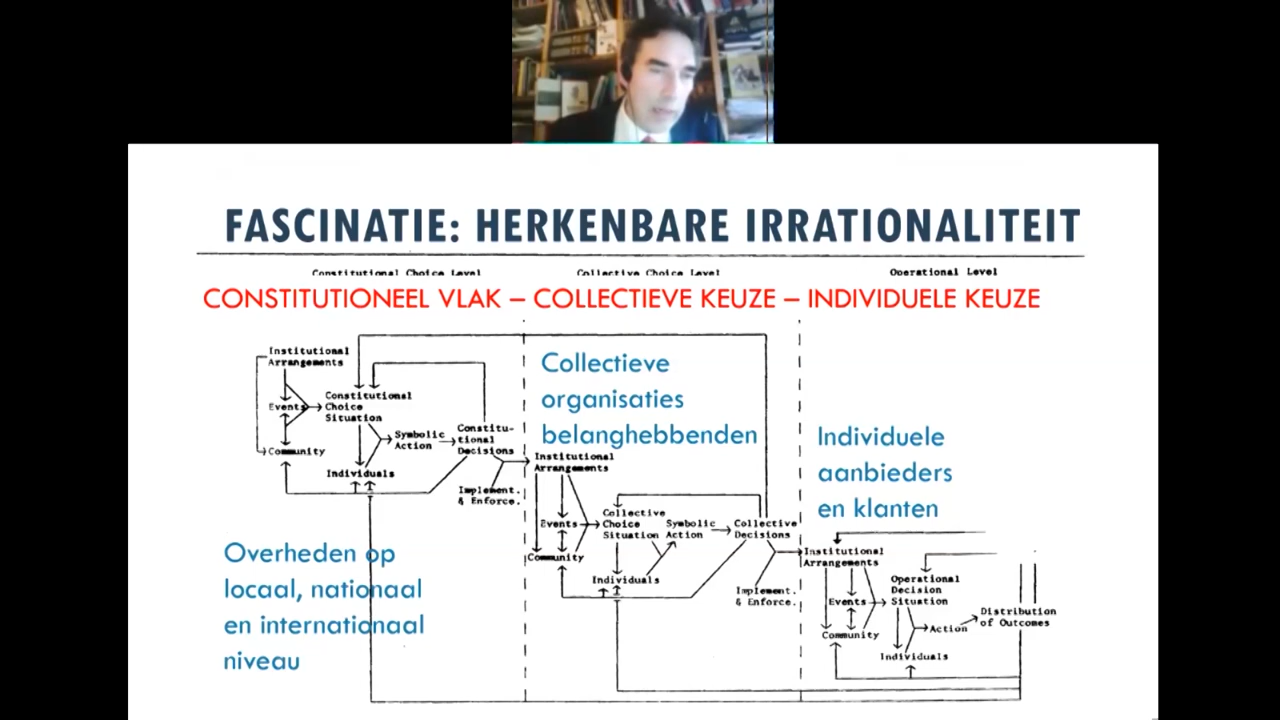 FASCINATIE: HERKENBARE IRRATIONALITEIT
Constitutional Choice Level
Collective Choice Level
Operational Level
CONSTITUTIONEEL VLAK – COLLECTIEVE KEUZE – INDIVIDUELE KEUZE
Institutional
Arrangements
Events
Community
Constitutional
Choice
Situation
Individuals
Symbolic
Action
Constitu-
tional
Decisions
Implement.
& Enforce.
Overheden op
locaal, nationaal
en internationaal
niveau
Collectieve
organisaties
belanghebbenden
Institutional
Arrangements
Events
Community
Collective
Choice
Situation
Individuals
Symbolic
Action
Collective
Decisions
Implement.
& Enforce.
Individuele
aanbieders
en klanten
Institutional
Arrangements
Events
Community
Operational
Decision
Situation
Individuals
Action
Distribution
of Outcomes